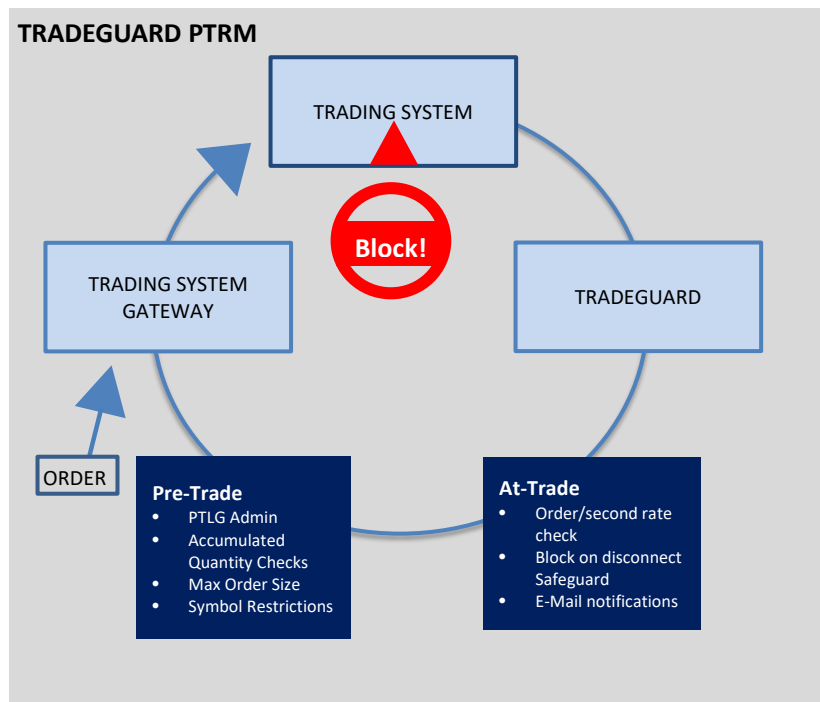 TRADEGUARD PTRM
TRADING SYSTEM
Block!
TRADING SYSTEM
GATEWAY
TRADEGUARD
ORDER
Pre-Trade
• PTLG Admin
• Accumulated
Quantity Checks
• Max Order Size
• Symbol Restrictions
At-Trade
• Order/second rate
check
• Block on disconnect
Safeguard
• E-Mail notifications